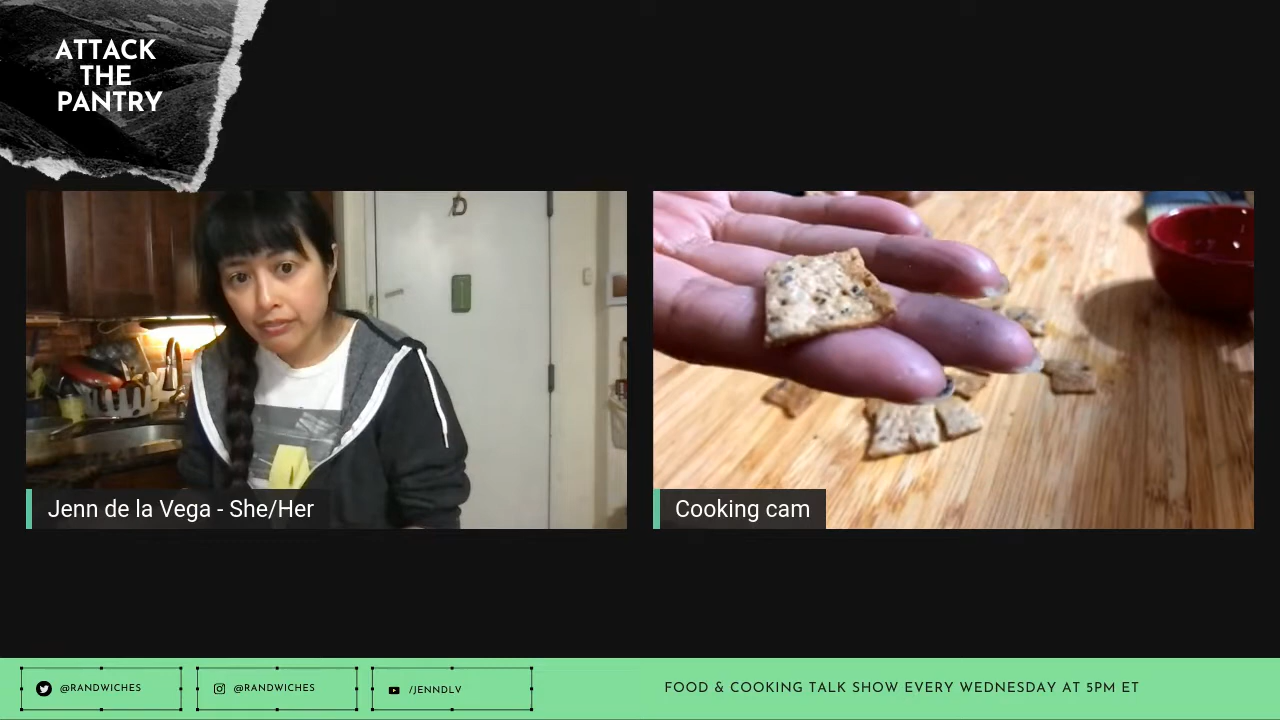 ATTACK
THE
PANTRY
Jenn de la Vega - She/Her
Cooking cam
@RANDWICHES
@RANDWICHES
/JENNDLV
FOOD & COOKING TALK SHOW EVERY WEDNESDAY AT 5PM ET